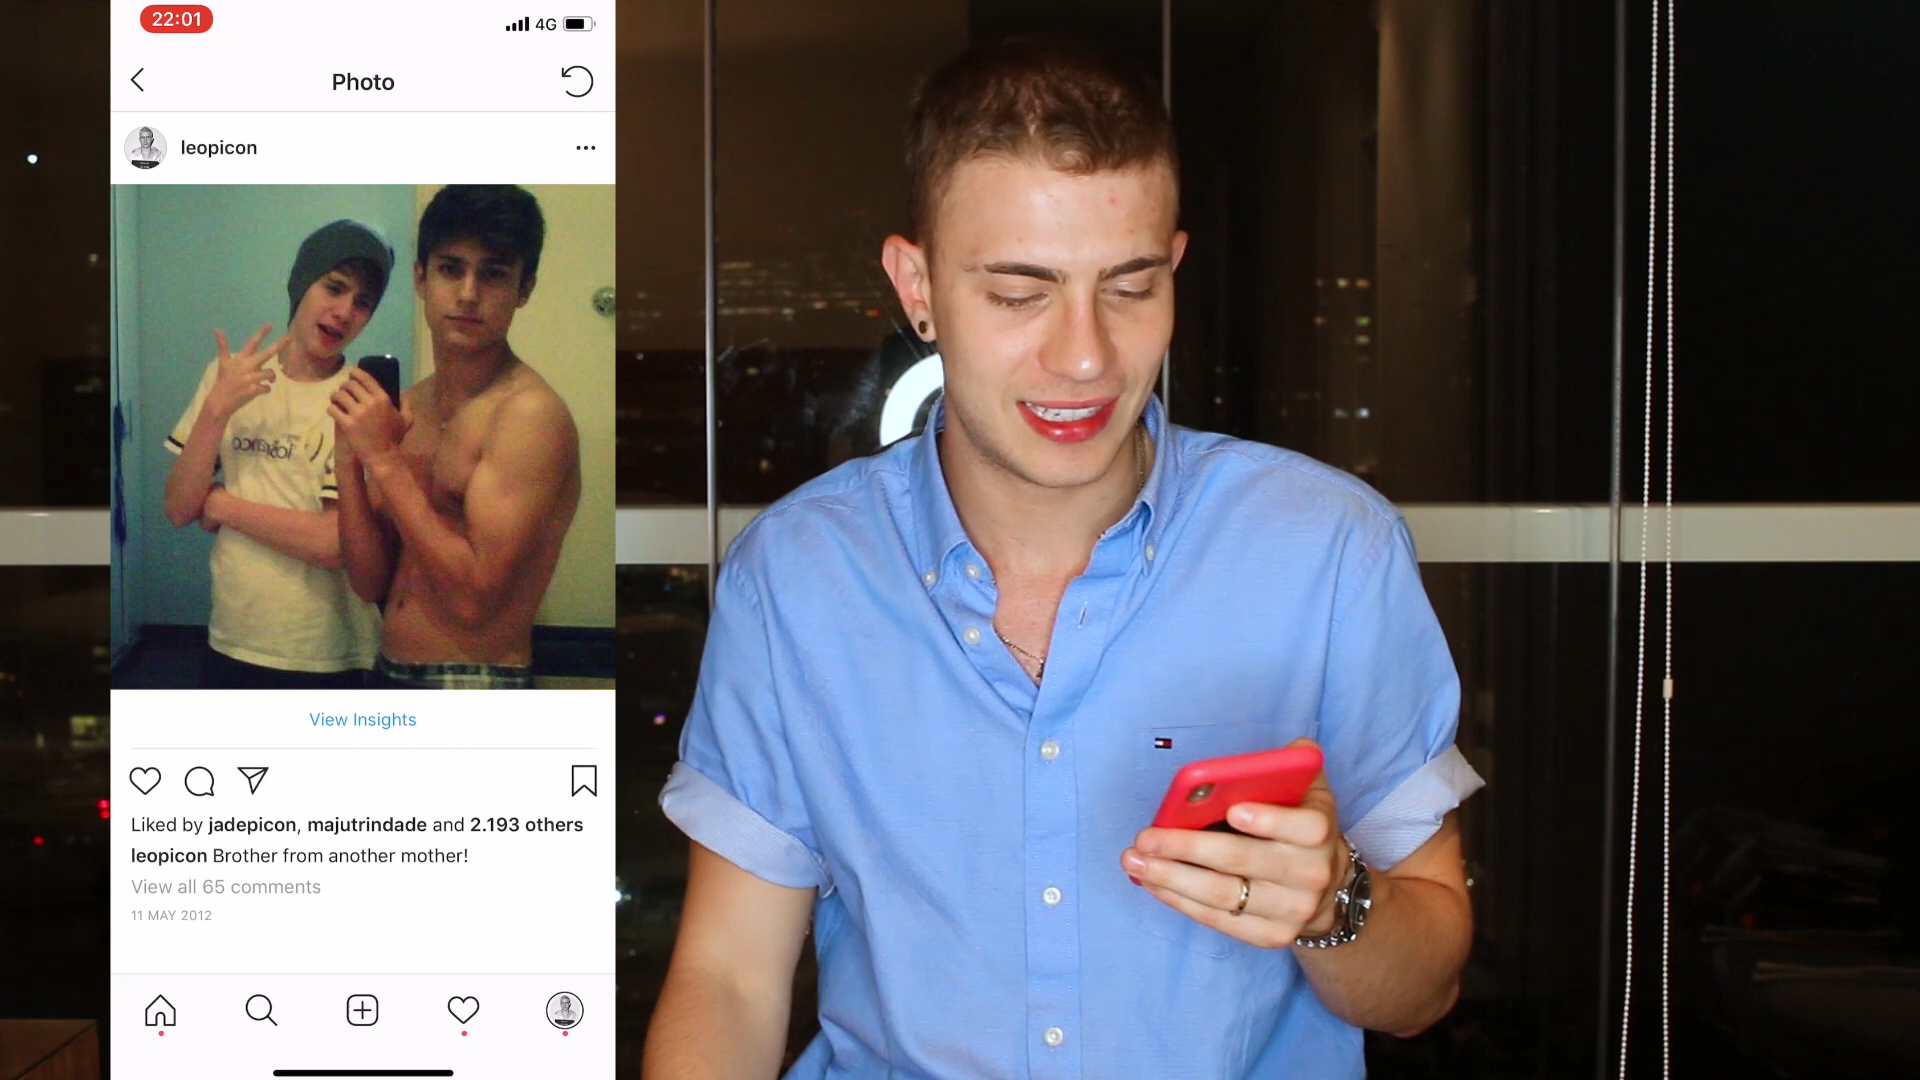 22:01
4G
Photo
leopicon
View Insights
Liked by jadepicon, majutrindade and 2.193 others
leopicon Brother from another mother!
View all 65 comments
11 MAY 2012